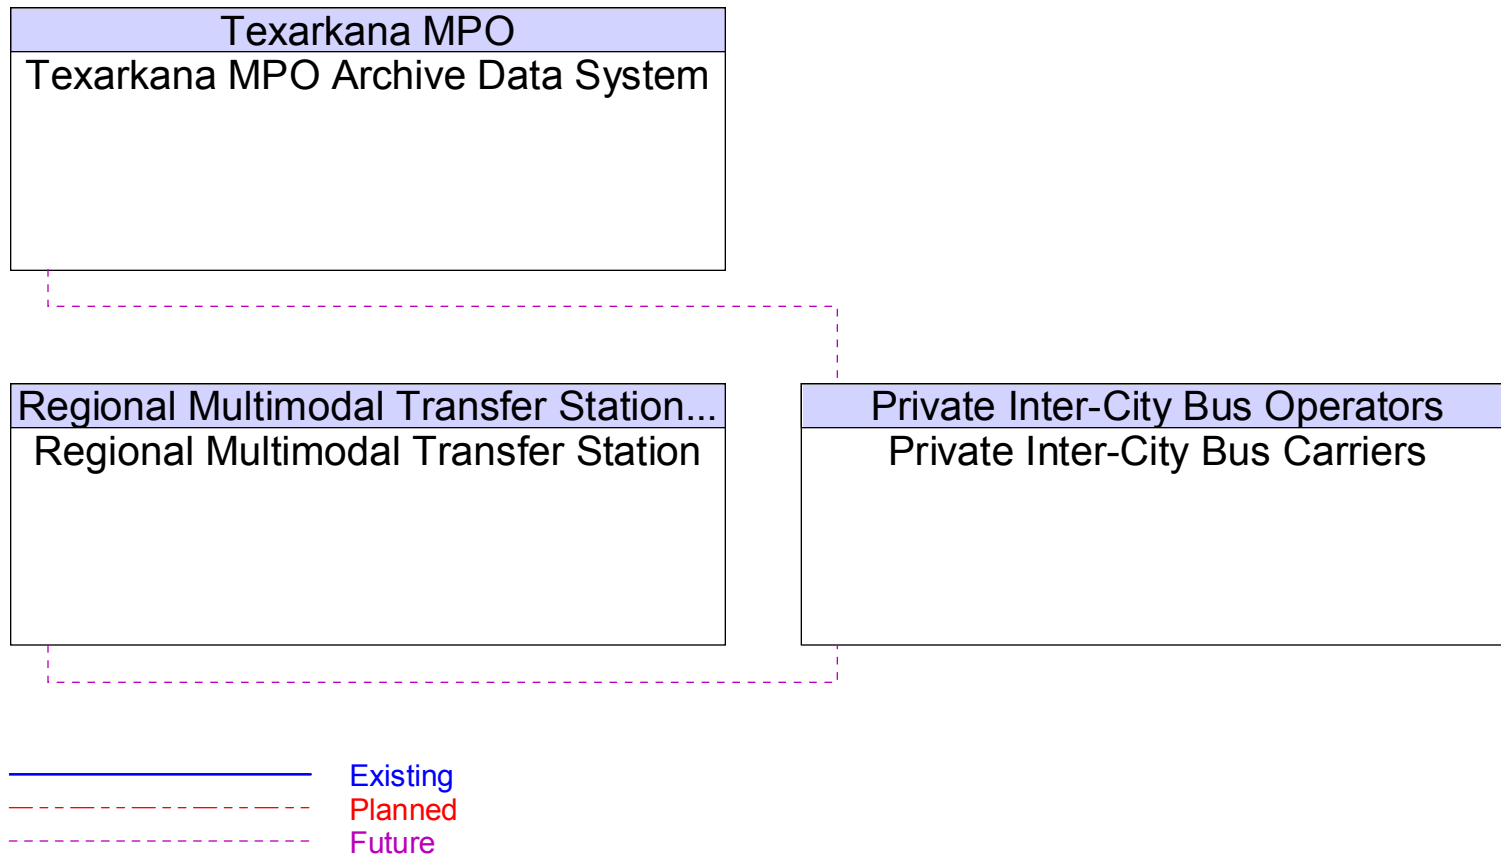 Texarkana MPO
Texarkana MPO Archive Data System
Regional Multimodal Transfer Station...
Regional Multimodal Transfer Station
Private Inter-City Bus Operators
Private Inter-City Bus Carriers
Existing
Planned
Future